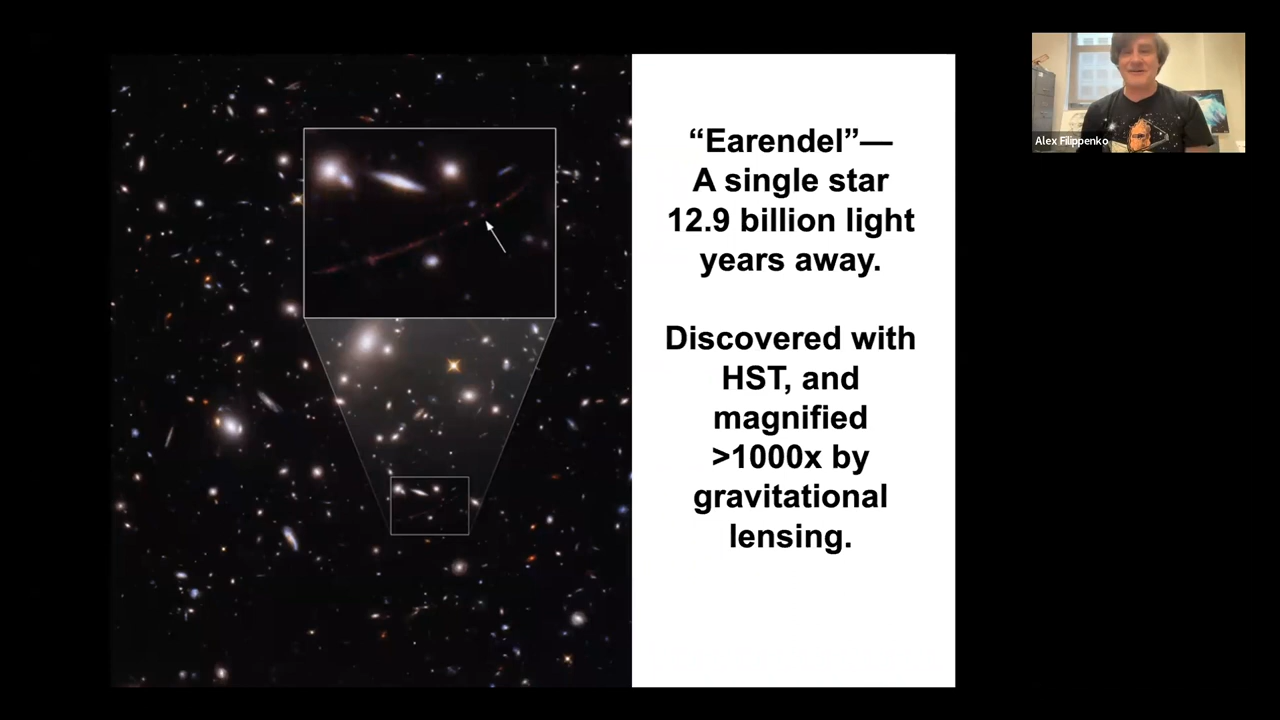 “Earendel”—
A single star
12.9 billion light
years away.
Discovered with
HST, and
magnified
>1000x by
gravitational
lensing.
Alex Filippenko